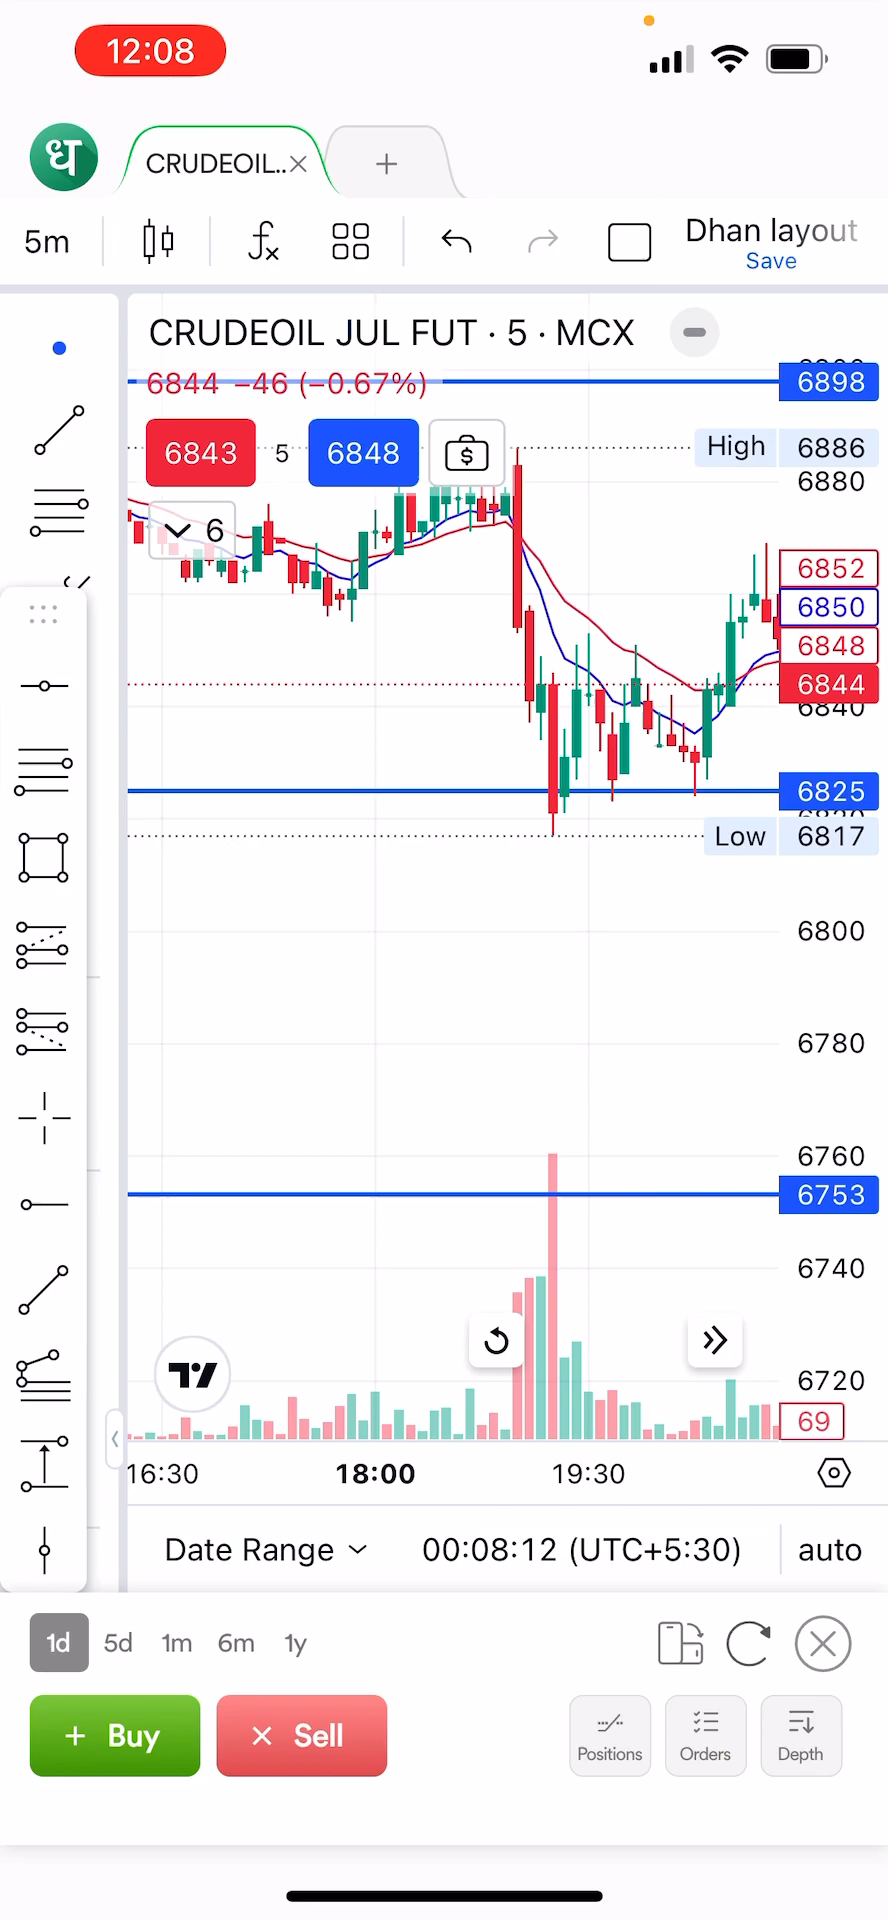 12:08
ध
CRUDEOIL..
5m
Dhan layout
Save
CRUDEOIL JUL FUT · 5 · MCX
6844 −46 (−0.67%)
6898
6843 5 6848
High 6886
6880
6
6852
6850
6848
6844
6840
6825
Low 6817
6800
6780
6760
6753
6740
6720
69
16:30 18:00 19:30
Date Range 00:08:12 (UTC+5:30) auto
1d 5d 1m 6m 1y
+ Buy × Sell
Positions Orders Depth